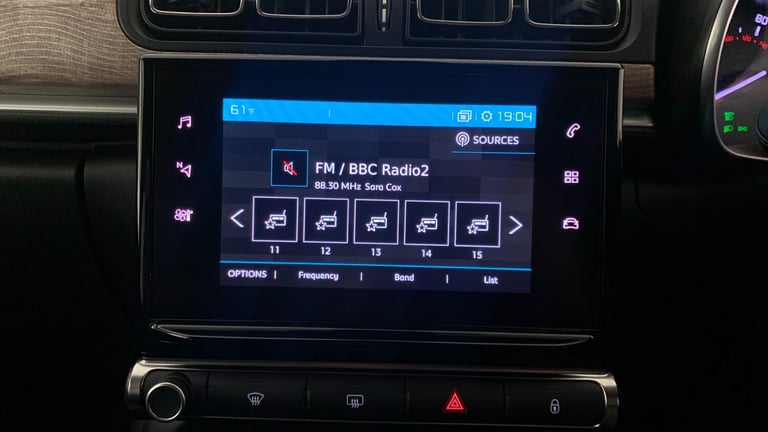 61°F
19:04
SOURCES
FM / BBC Radio2
88.30 MHz Sara Cox
11 12 13 14 15
OPTIONS | Frequency | Band | List
N
80